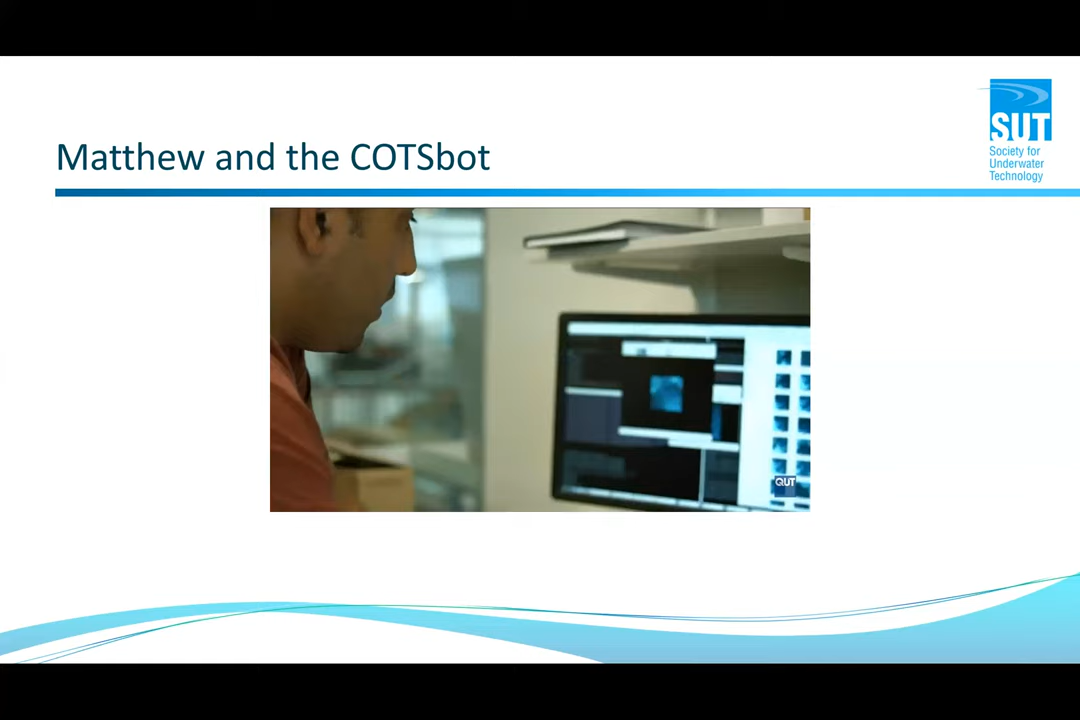 Matthew and the COTSbot
SUT
Society for
Underwater
Technology
QUT